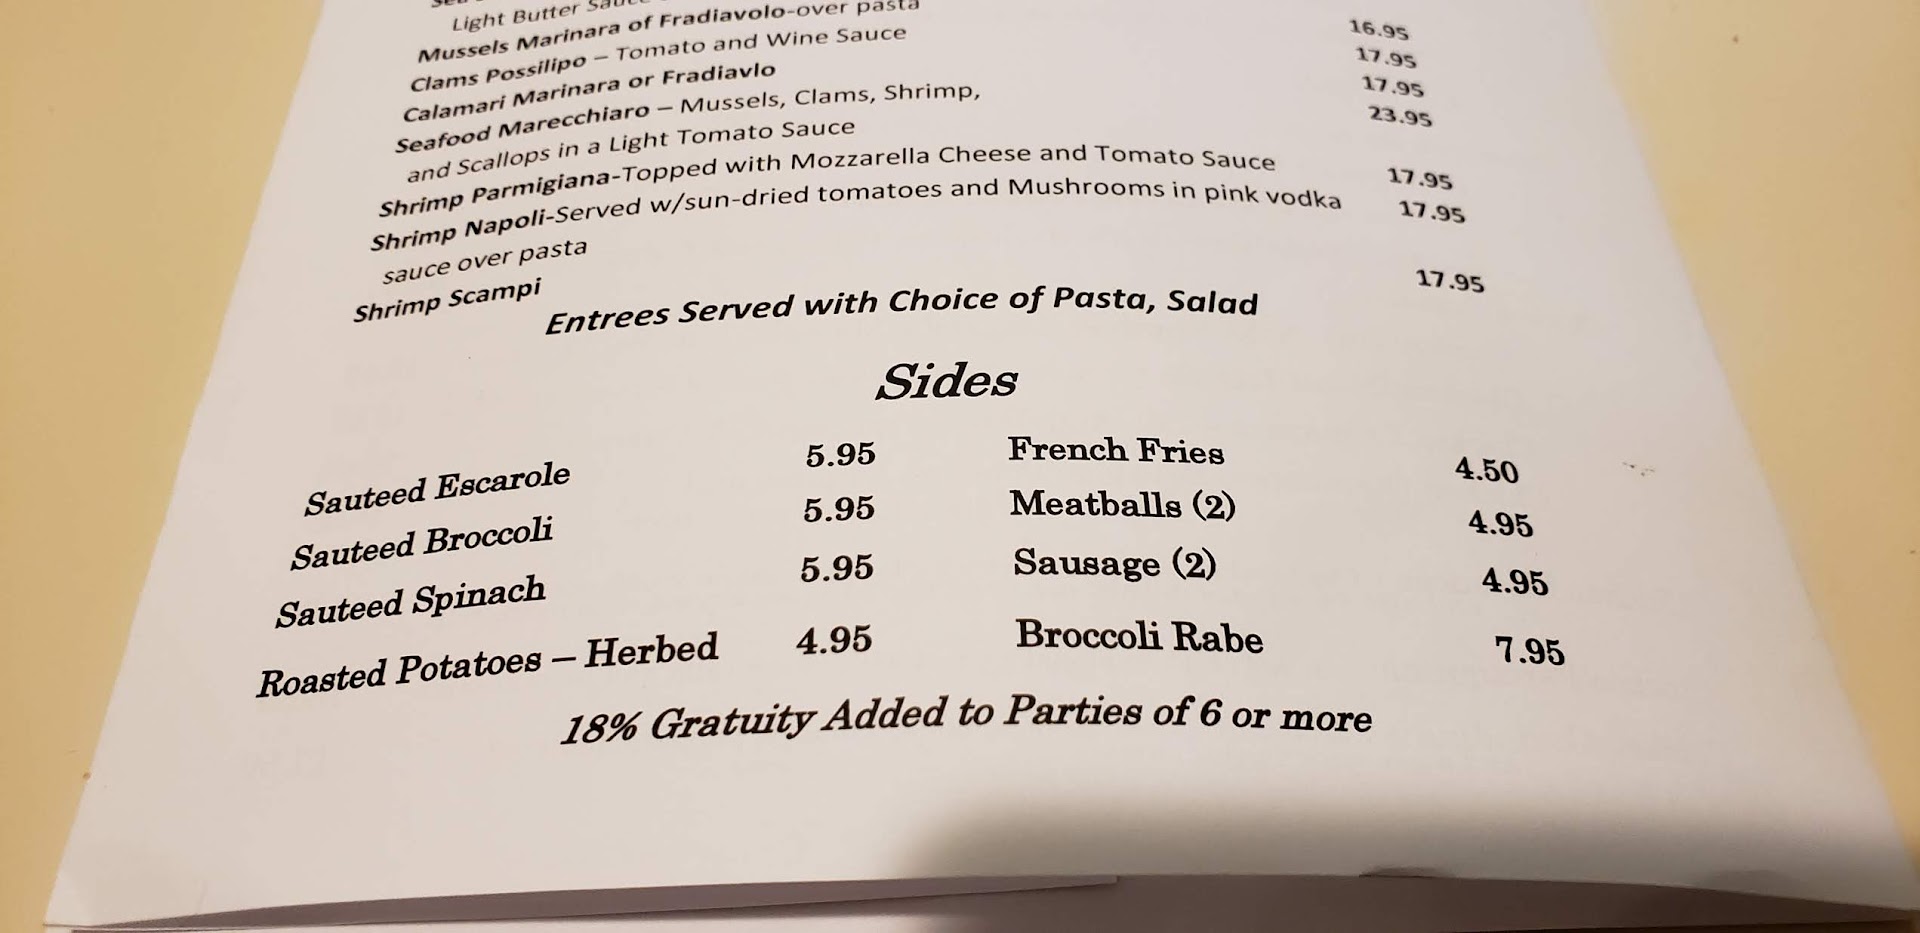 Light Butter Sauce
Mussels Marinara of Fradiavolo-over pasta 16.95
Clams Possilipo – Tomato and Wine Sauce 17.95
Calamari Marinara or Fradiavlo 17.95
Seafood Marecchiaro – Mussels, Clams, Shrimp, 23.95
and Scallops in a Light Tomato Sauce
Shrimp Parmigiana-Topped with Mozzarella Cheese and Tomato Sauce 17.95
Shrimp Napoli-Served w/sun-dried tomatoes and Mushrooms in pink vodka 17.95
sauce over pasta
Shrimp Scampi 17.95
Entrees Served with Choice of Pasta, Salad
Sides
Sauteed Escarole 5.95 French Fries 4.50
Sauteed Broccoli 5.95 Meatballs (2) 4.95
Sauteed Spinach 5.95 Sausage (2) 4.95
Roasted Potatoes – Herbed 4.95 Broccoli Rabe 7.95
18% Gratuity Added to Parties of 6 or more